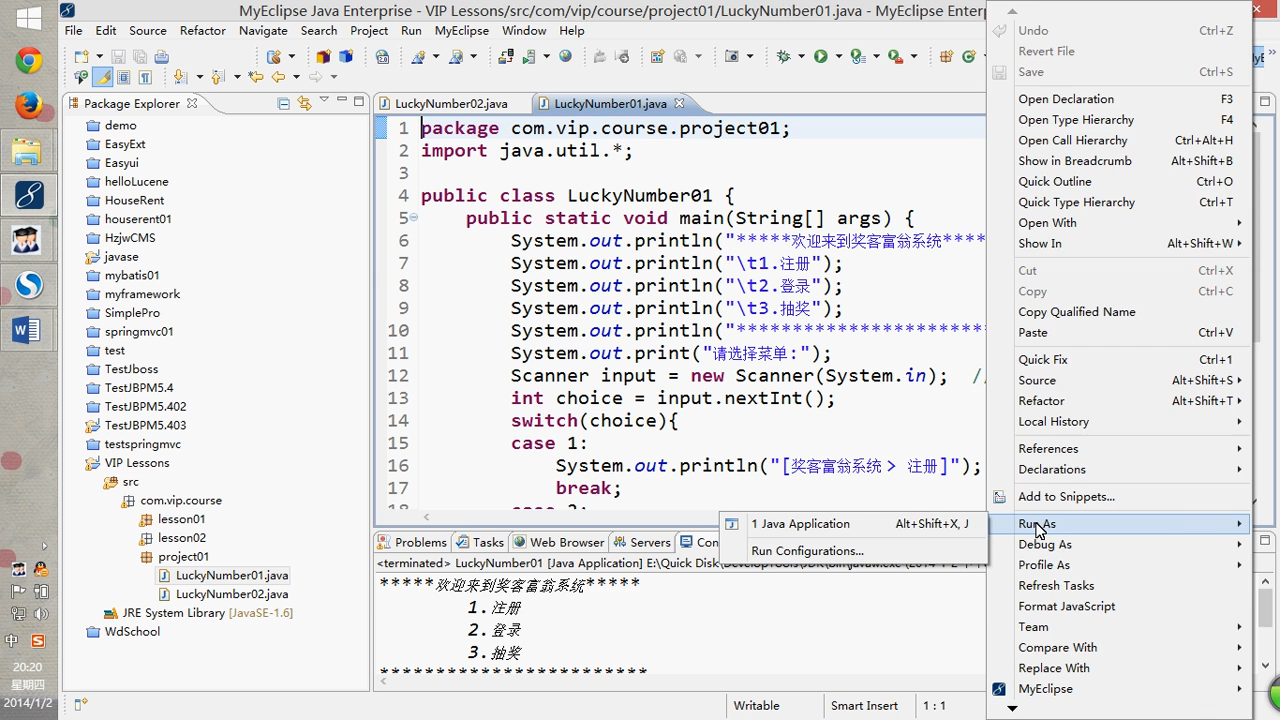 MyEclipse Java Enterprise - VIP Lessons/src/com/vip/course/project01/LuckyNumber01.java - MyEclipse Enterp
File Edit Source Refactor Navigate Search Project Run MyEclipse Window Help
Package Explorer
demo
EasyExt
Easyui
helloLucene
HouseRent
houserent01
HzjwCMS
javase
mybatis01
myframework
SimplePro
springmvc01
test
TestJboss
TestJBPM5.4
TestJBPM5.402
TestJBPM5.403
testspringmvc
VIP Lessons
src
com.vip.course
lesson01
lesson02
project01
LuckyNumber01.java
LuckyNumber02.java
JRE System Library [JavaSE-1.6]
WdSchool
LuckyNumber02.java LuckyNumber01.java
1 package com.vip.course.project01;
2 import java.util.*;
3
4 public class LuckyNumber01 {
5 public static void main(String[] args) {
6 System.out.println("*****欢迎来到奖客富翁系统****
7 System.out.println("\t1.注册");
8 System.out.println("\t2.登录");
9 System.out.println("\t3.抽奖");
10 System.out.println("**********************
11 System.out.print("请选择菜单:");
12 Scanner input = new Scanner(System.in); //
13 int choice = input.nextInt();
14 switch(choice){
15 case 1:
16 System.out.println("[奖客富翁系统 > 注册]");
17 break;
Problems Tasks Web Browser Servers Con
<terminated> LuckyNumber01 [Java Application]
*****欢迎来到奖客富翁系统*****
1.注册
2.登录
3.抽奖
************************
Writable Smart Insert 1 : 1
1 Java Application Alt+Shift+X, J
Run Configurations...
Undo Ctrl+Z
Revert File
Save Ctrl+S
Open Declaration F3
Open Type Hierarchy F4
Open Call Hierarchy Ctrl+Alt+H
Show in Breadcrumb Alt+Shift+B
Quick Outline Ctrl+O
Quick Type Hierarchy Ctrl+T
Open With
Show In Alt+Shift+W
Cut Ctrl+X
Copy Ctrl+C
Copy Qualified Name
Paste Ctrl+V
Quick Fix Ctrl+1
Source Alt+Shift+S
Refactor Alt+Shift+T
Local History
References
Declarations
Add to Snippets...
Run As
Debug As
Profile As
Refresh Tasks
Format JavaScript
Team
Compare With
Replace With
MyEclipse
中
20:20
星期四
2014/1/2